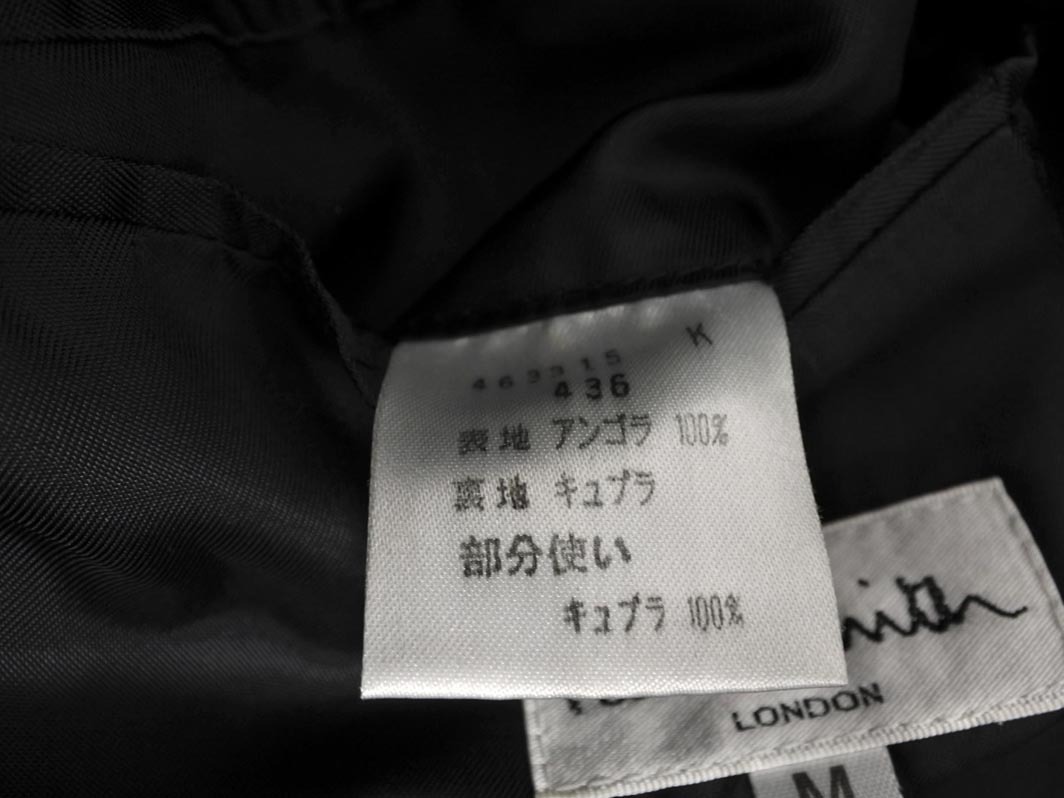 K
463315
436
表地 アンゴラ 100%
裏地 キュプラ
部分使い
キュプラ 100%
LONDON
M